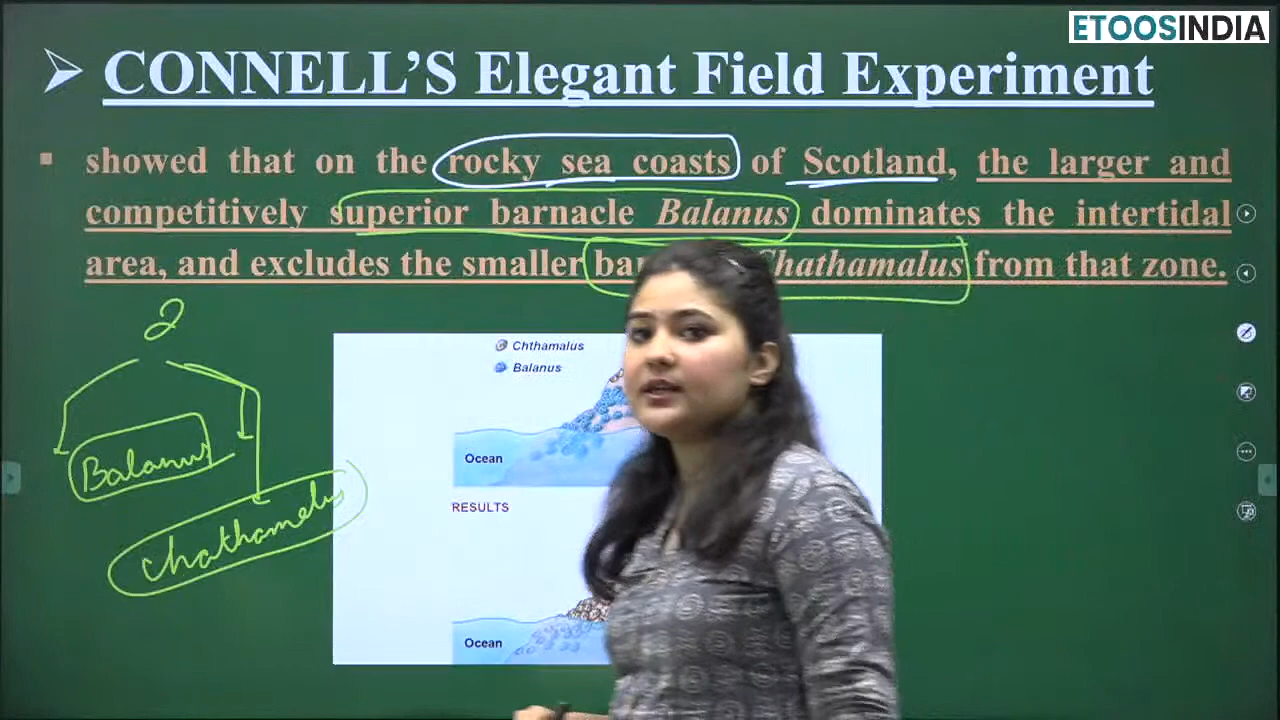 ETOOSINDIA
➤ CONNELL'S Elegant Field Experiment
▪ showed that on the rocky sea coasts of Scotland, the larger and
competitively superior barnacle Balanus dominates the intertidal
area, and excludes the smaller Chathamalus from that zone.
2
Balanus
Chathamelus
Chthamalus
Balanus
Ocean
RESULTS
Ocean